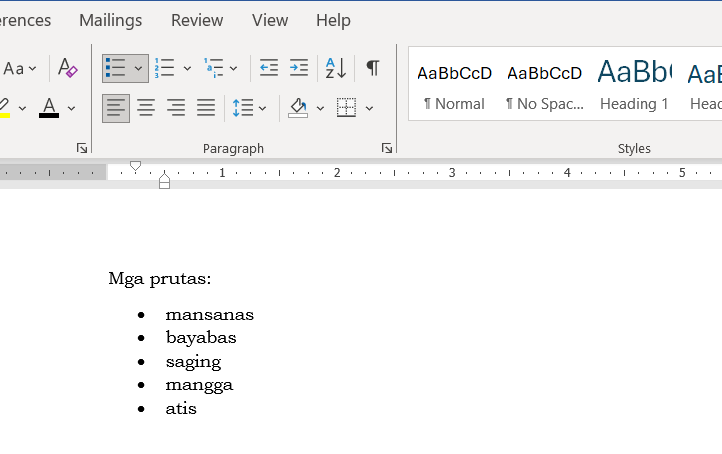 erences Mailings Review View Help
Aa A A Z ¶ AaBbCcD AaBbCcD AaBb( AaE
A ¶ Normal ¶ No Spac... Heading 1 Head
Paragraph Styles
1 2 3 4 5
Mga prutas:
• mansanas
• bayabas
• saging
• mangga
• atis